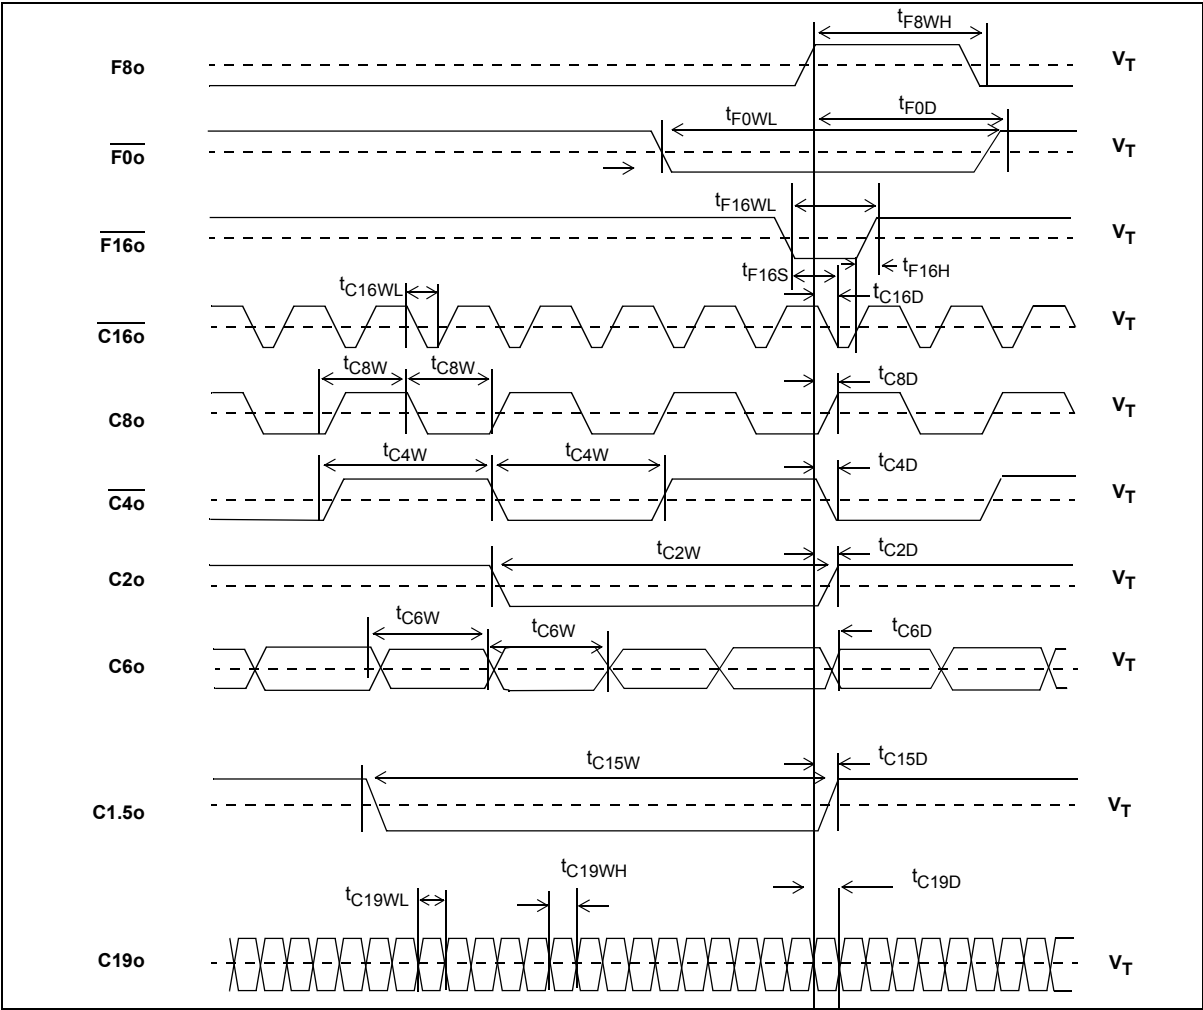 tF8WH
F8o VT
tF0WL tF0D
F0o VT
tF16WL
F16o VT
tF16S tF16H
tC16WL tC16D
C16o VT
tC8W tC8W tC8D
C8o VT
tC4W tC4W tC4D
C4o VT
tC2W tC2D
C2o VT
tC6W tC6W tC6D
C6o VT
tC15W tC15D
C1.5o VT
tC19WL tC19WH tC19D
C19o VT